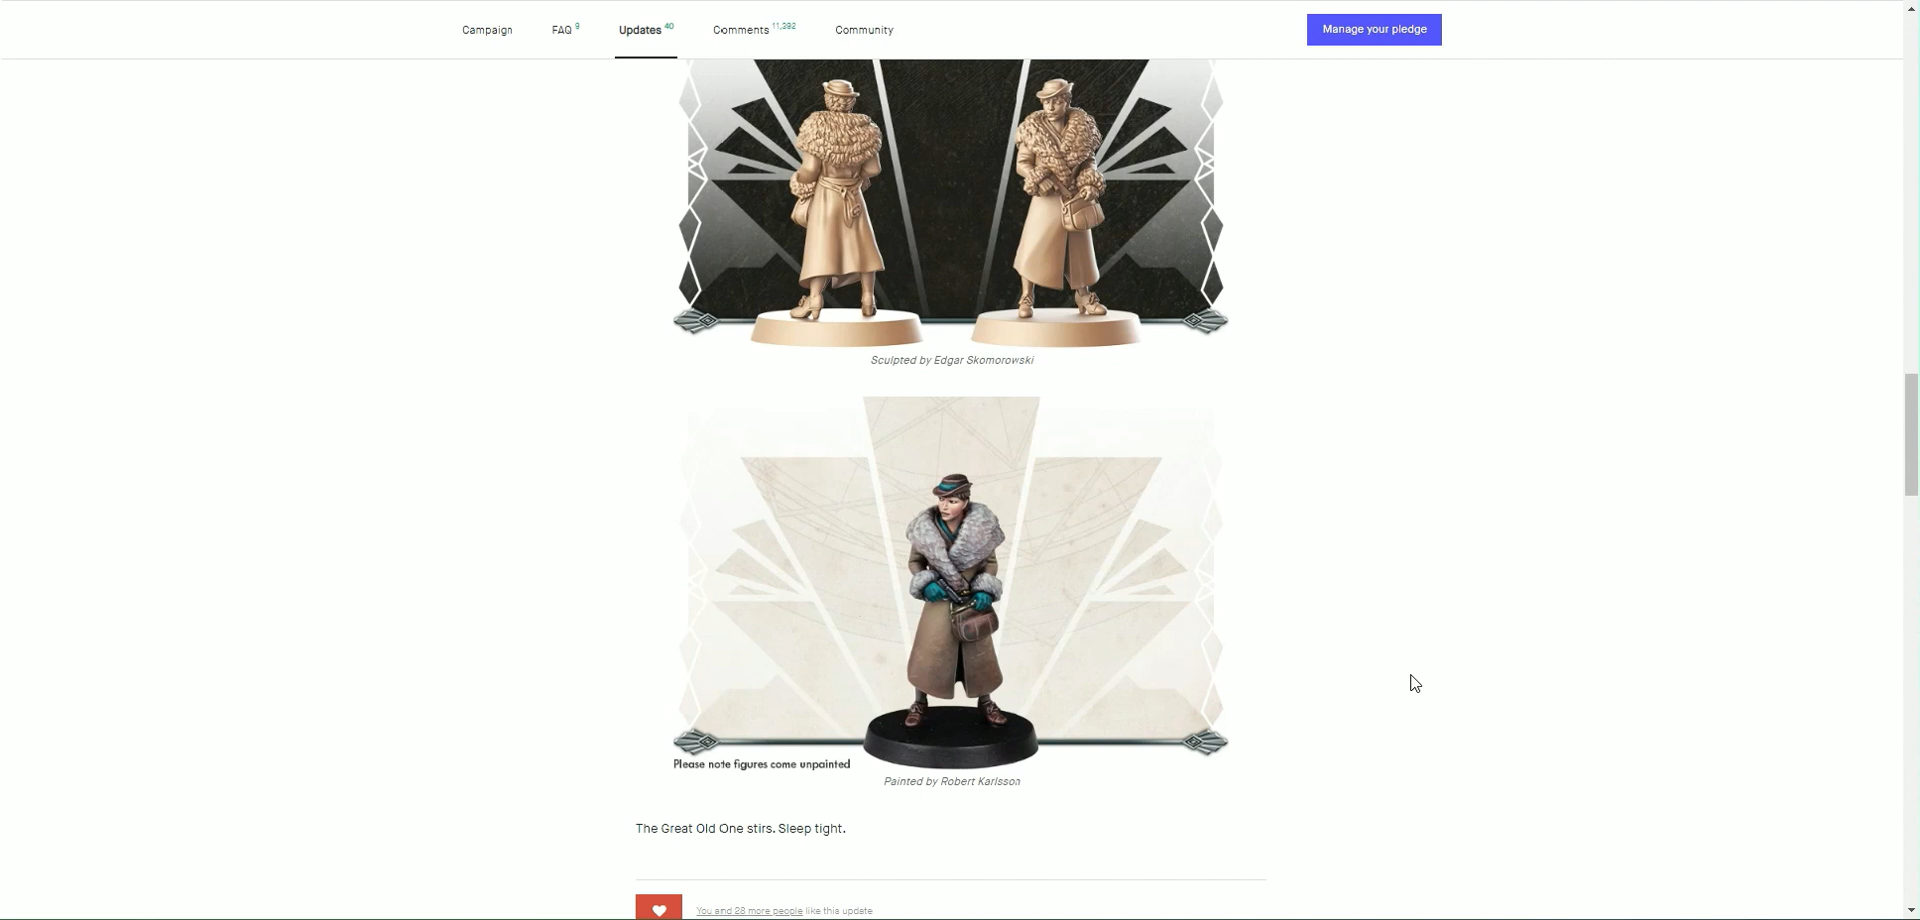 Campaign
FAQ 9
Updates 40
Comments 11,392
Community
Manage your pledge
Sculpted by Edgar Skomorowski
Please note figures come unpainted
Painted by Robert Karlsson
The Great Old One stirs. Sleep tight.
You and 28 more people like this update